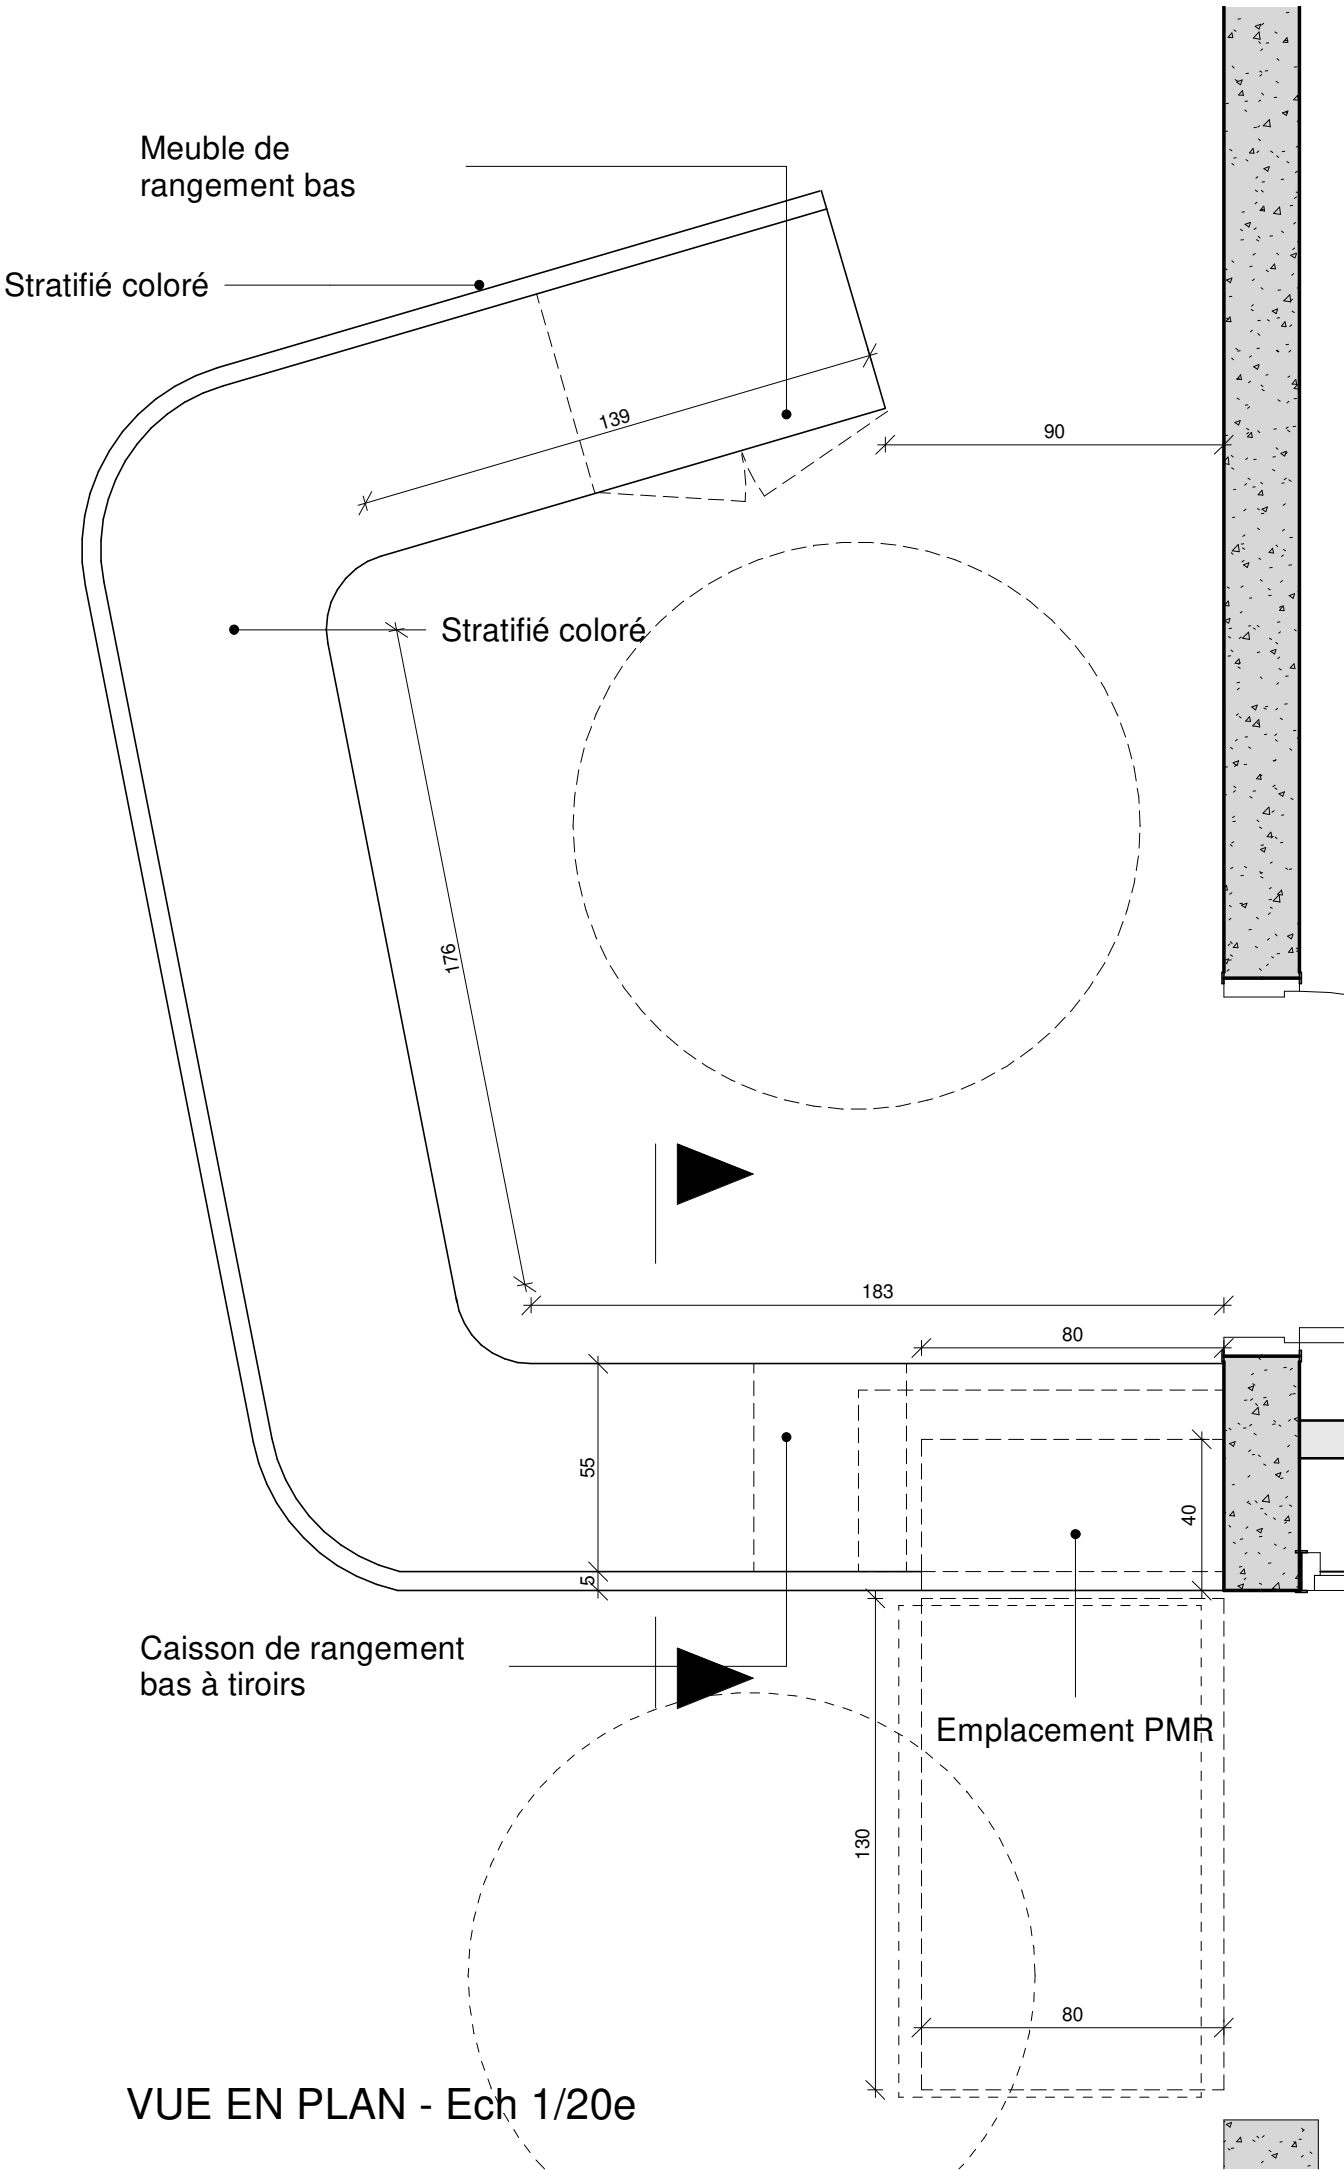 Meuble de
rangement bas
Stratifié coloré
139
90
Stratifié coloré
176
183
80
55
40
5
Caisson de rangement
bas à tiroirs
Emplacement PMR
130
80
VUE EN PLAN - Ech 1/20e